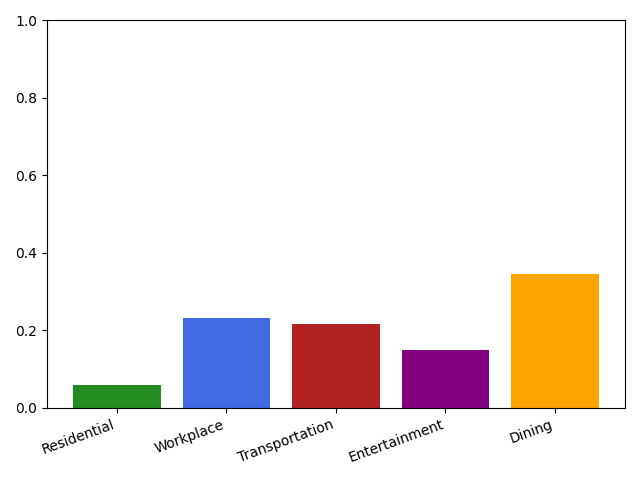 1.0
0.8
0.6
0.4
0.2
0.0
Residential
Workplace
Transportation
Entertainment
Dining